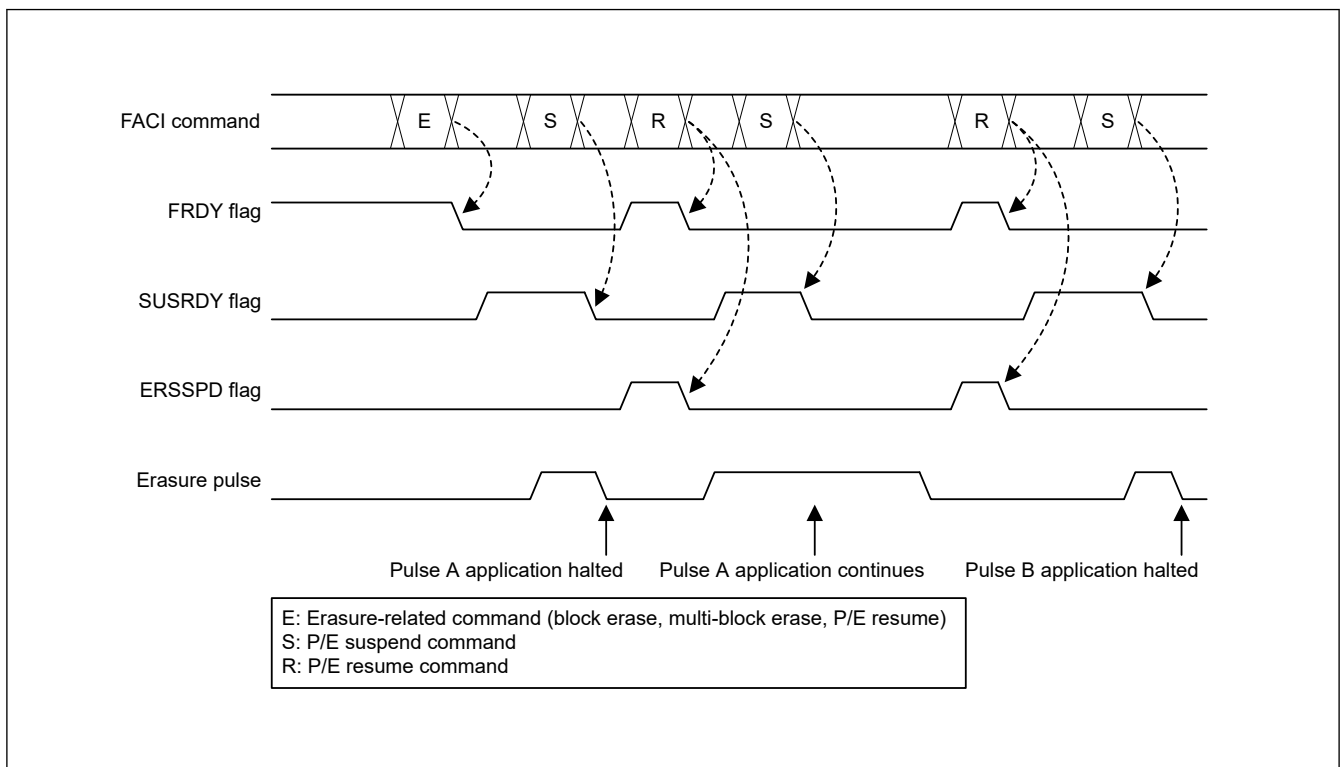 FACI command
E
S
R
S
R
S
FRDY flag
SUSRDY flag
ERSSPD flag
Erasure pulse
Pulse A application halted
Pulse A application continues
Pulse B application halted
E: Erasure-related command (block erase, multi-block erase, P/E resume)
S: P/E suspend command
R: P/E resume command